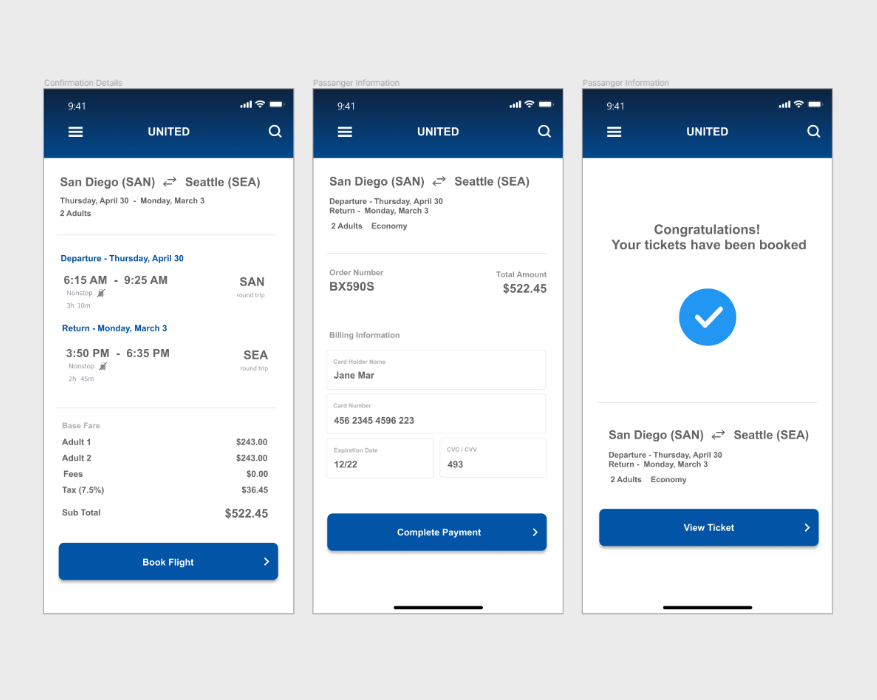 Confirmation Details
9:41
UNITED
San Diego (SAN) Seattle (SEA)
Thursday, April 30 - Monday, March 3
2 Adults
Departure - Thursday, April 30
6:15 AM - 9:25 AM SAN
Nonstop round trip
3h 10m
Return - Monday, March 3
3:50 PM - 6:35 PM SEA
Nonstop round trip
2h 45m
Base Fare
Adult 1 $243.00
Adult 2 $243.00
Fees $0.00
Tax (7.5%) $36.45
Sub Total $522.45
Book Flight
Passanger Information
9:41
UNITED
San Diego (SAN) Seattle (SEA)
Departure - Thursday, April 30
Return - Monday, March 3
2 Adults Economy
Order Number Total Amount
BX590S $522.45
Billing Information
Card Holder Name
Jane Mar
Card Number
456 2345 4596 223
Expiration Date CVC / CVV
12/22 493
Complete Payment
Passanger Information
9:41
UNITED
Congratulations!
Your tickets have been booked
San Diego (SAN) Seattle (SEA)
Departure - Thursday, April 30
Return - Monday, March 3
2 Adults Economy
View Ticket